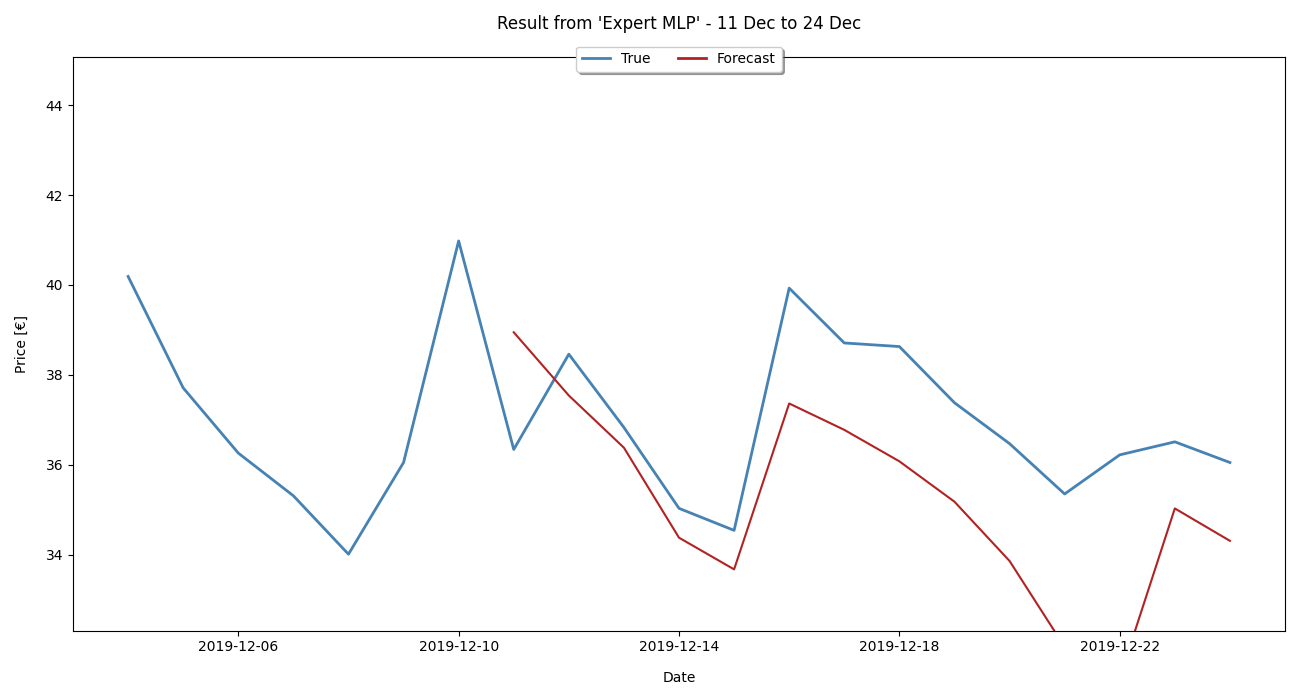 Result from 'Expert MLP' - 11 Dec to 24 Dec
True Forecast
44
42
40
38
36
34
Price [€]
2019-12-06 2019-12-10 2019-12-14 2019-12-18 2019-12-22
Date